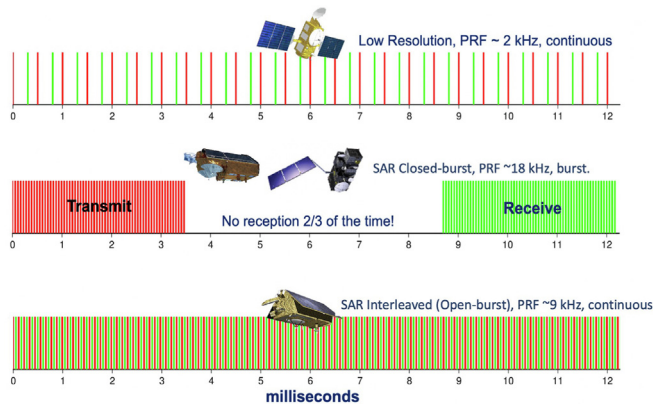 Low Resolution, PRF ~ 2 kHz, continuous
0 1 2 3 4 5 6 7 8 9 10 11 12
SAR Closed-burst, PRF ~18 kHz, burst.
Transmit
No reception 2/3 of the time!
Receive
0 1 2 3 4 5 6 7 8 9 10 11 12
SAR Interleaved (Open-burst), PRF ~9 kHz, continuous
0 1 2 3 4 5 6 7 8 9 10 11 12
milliseconds